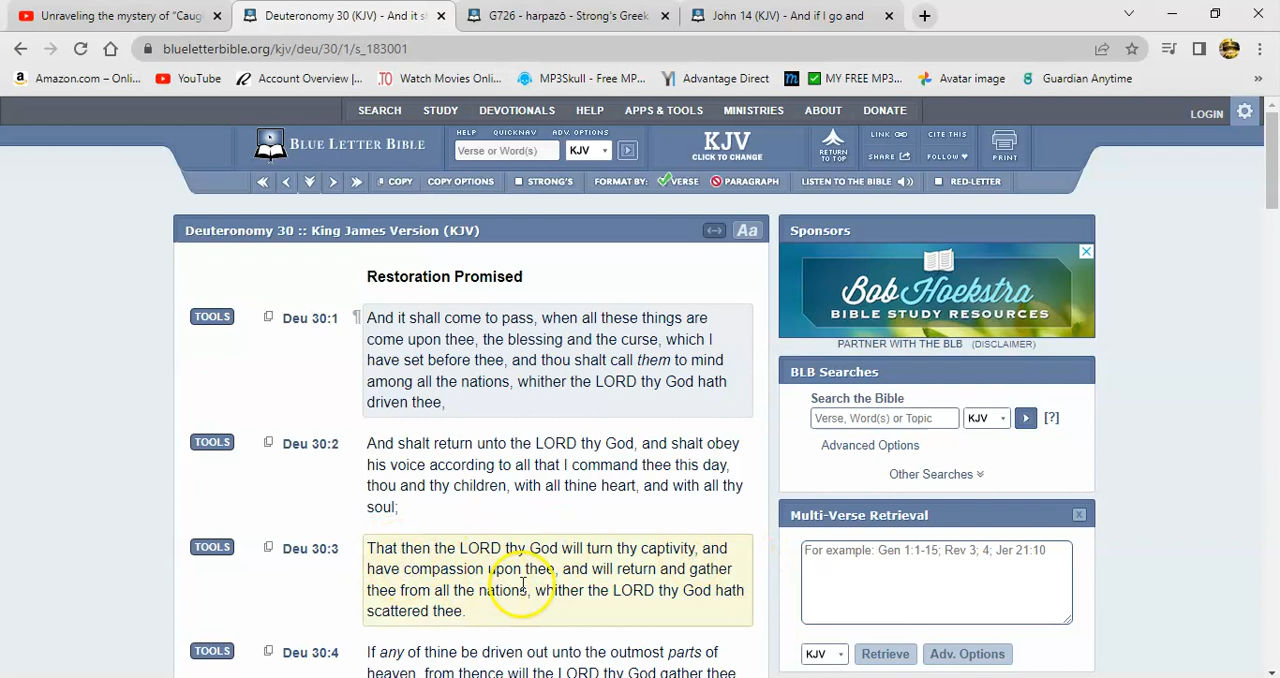 Unraveling the mystery of "Caug
Deuteronomy 30 (KJV) - And it s
G726 - harpazō - Strong's Greek
John 14 (KJV) - And if I go and
blueletterbible.org/kjv/deu/30/1/s_183001
Amazon.com – Onli...
YouTube
Account Overview |...
Watch Movies Onlin...
MP3Skull - Free MP...
Advantage Direct
MY FREE MP3...
Avatar image
Guardian Anytime
»
SEARCH STUDY DEVOTIONALS HELP APPS & TOOLS MINISTRIES ABOUT DONATE
LOGIN
BLUE LETTER BIBLE
HELP QUICKNAV ADV. OPTIONS
Verse or Word(s) KJV
KJV
CLICK TO CHANGE
RETURN
TO TOP
LINK
SHARE
CITE THIS
FOLLOW
PRINT
COPY COPY OPTIONS STRONG'S FORMAT BY: VERSE PARAGRAPH LISTEN TO THE BIBLE RED-LETTER
Deuteronomy 30 :: King James Version (KJV)
Aa
Restoration Promised
TOOLS Deu 30:1 ¶ And it shall come to pass, when all these things are
come upon thee, the blessing and the curse, which I
have set before thee, and thou shalt call them to mind
among all the nations, whither the LORD thy God hath
driven thee,
TOOLS Deu 30:2 And shalt return unto the LORD thy God, and shalt obey
his voice according to all that I command thee this day,
thou and thy children, with all thine heart, and with all thy
soul;
TOOLS Deu 30:3 That then the LORD thy God will turn thy captivity, and
have compassion upon thee, and will return and gather
thee from all the nations, whither the LORD thy God hath
scattered thee.
TOOLS Deu 30:4 If any of thine be driven out unto the outmost parts of
heaven, from thence will the LORD thy God gather thee
Sponsors
Bob Hoekstra
BIBLE STUDY RESOURCES
PARTNER WITH THE BLB (DISCLAIMER)
BLB Searches
Search the Bible
Verse, Word(s) or Topic KJV [?]
Advanced Options
Other Searches
Multi-Verse Retrieval
x
For example: Gen 1:1-15; Rev 3; 4; Jer 21:10
KJV Retrieve Adv. Options